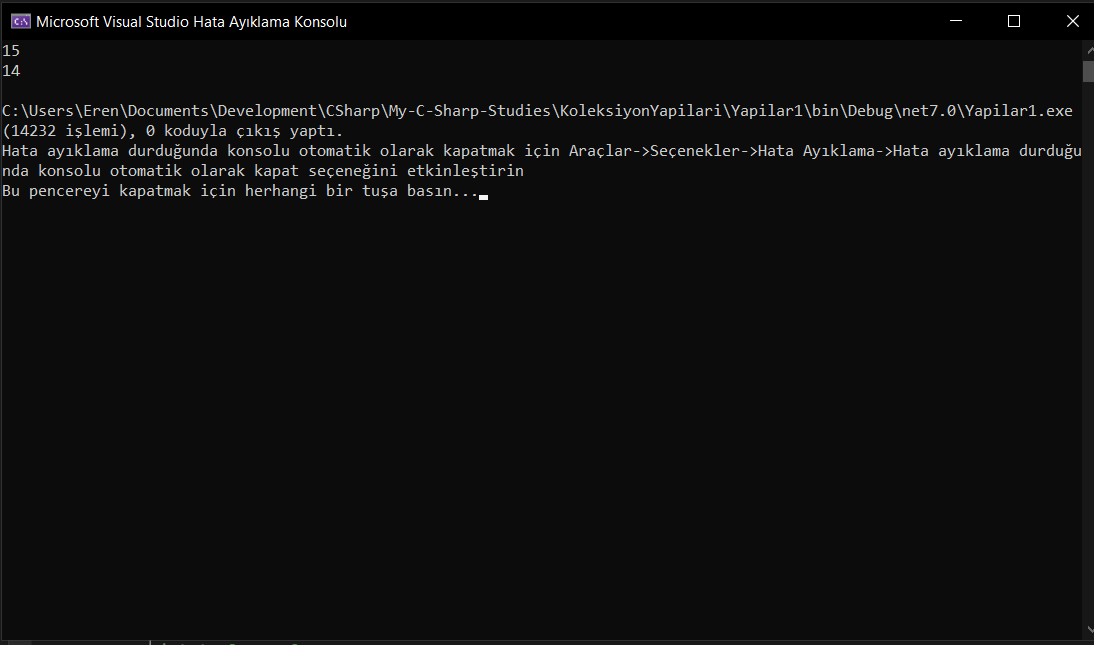 Microsoft Visual Studio Hata Ayıklama Konsolu
15
14
C:\Users\Eren\Documents\Development\CSharp\My-C-Sharp-Studies\KoleksiyonYapilari\Yapilar1\bin\Debug\net7.0\Yapilar1.exe
(14232 işlemi), 0 koduyla çıkış yaptı.
Hata ayıklama durduğunda konsolu otomatik olarak kapatmak için Araçlar->Seçenekler->Hata Ayıklama->Hata ayıklama durduğu
nda konsolu otomatik olarak kapat seçeneğini etkinleştirin
Bu pencereyi kapatmak için herhangi bir tuşa basın...